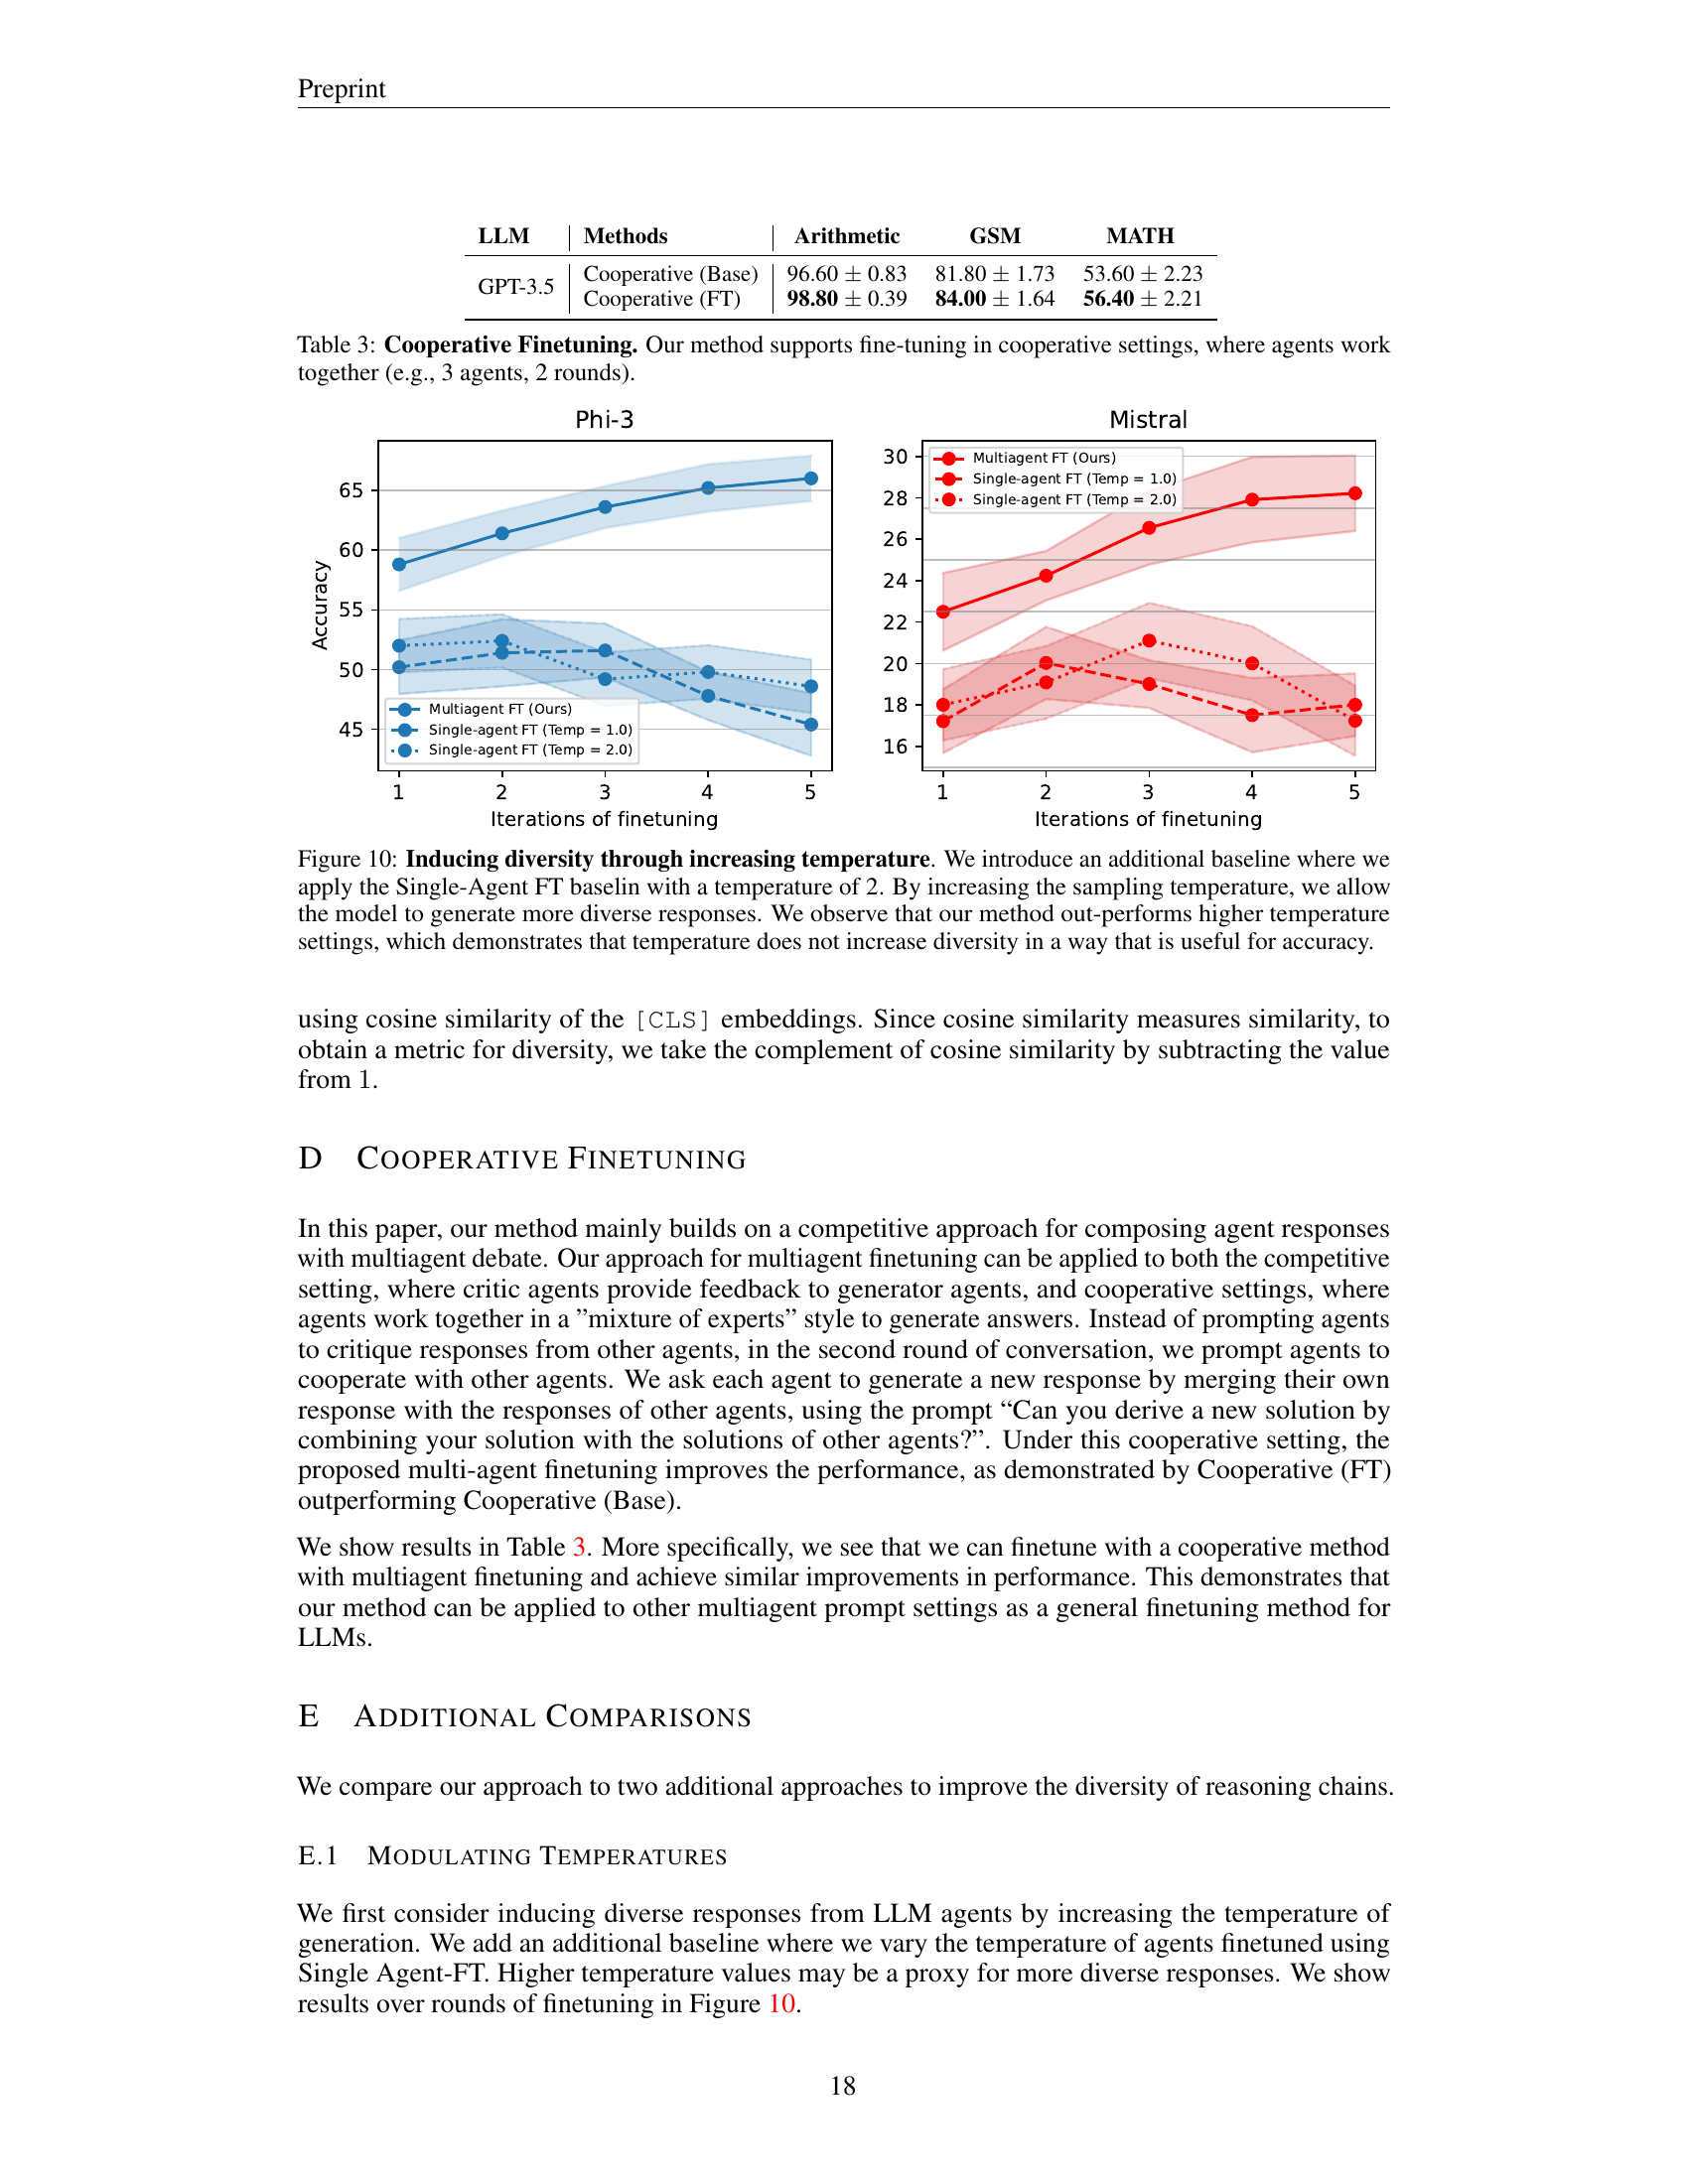 Preprint
LLM Methods Arithmetic GSM MATH
GPT-3.5 Cooperative (Base) 96.60 ± 0.83 81.80 ± 1.73 53.60 ± 2.23
Cooperative (FT) 98.80 ± 0.39 84.00 ± 1.64 56.40 ± 2.21
Table 3: Cooperative Finetuning. Our method supports fine-tuning in cooperative settings, where agents work
together (e.g., 3 agents, 2 rounds).
Phi-3
Accuracy
65
60
55
50
45
Multiagent FT (Ours)
Single-agent FT (Temp = 1.0)
Single-agent FT (Temp = 2.0)
1 2 3 4 5
Iterations of finetuning
Mistral
30
28
26
24
22
20
18
16
Multiagent FT (Ours)
Single-agent FT (Temp = 1.0)
Single-agent FT (Temp = 2.0)
1 2 3 4 5
Iterations of finetuning
Figure 10: Inducing diversity through increasing temperature. We introduce an additional baseline where we
apply the Single-Agent FT baselin with a temperature of 2. By increasing the sampling temperature, we allow
the model to generate more diverse responses. We observe that our method out-performs higher temperature
settings, which demonstrates that temperature does not increase diversity in a way that is useful for accuracy.
using cosine similarity of the [CLS] embeddings. Since cosine similarity measures similarity, to
obtain a metric for diversity, we take the complement of cosine similarity by subtracting the value
from 1.
D COOPERATIVE FINETUNING
In this paper, our method mainly builds on a competitive approach for composing agent responses
with multiagent debate. Our approach for multiagent finetuning can be applied to both the competitive
setting, where critic agents provide feedback to generator agents, and cooperative settings, where
agents work together in a ”mixture of experts” style to generate answers. Instead of prompting agents
to critique responses from other agents, in the second round of conversation, we prompt agents to
cooperate with other agents. We ask each agent to generate a new response by merging their own
response with the responses of other agents, using the prompt “Can you derive a new solution by
combining your solution with the solutions of other agents?”. Under this cooperative setting, the
proposed multi-agent finetuning improves the performance, as demonstrated by Cooperative (FT)
outperforming Cooperative (Base).
We show results in Table 3. More specifically, we see that we can finetune with a cooperative method
with multiagent finetuning and achieve similar improvements in performance. This demonstrates that
our method can be applied to other multiagent prompt settings as a general finetuning method for
LLMs.
E ADDITIONAL COMPARISONS
We compare our approach to two additional approaches to improve the diversity of reasoning chains.
E.1 MODULATING TEMPERATURES
We first consider inducing diverse responses from LLM agents by increasing the temperature of
generation. We add an additional baseline where we vary the temperature of agents finetuned using
Single Agent-FT. Higher temperature values may be a proxy for more diverse responses. We show
results over rounds of finetuning in Figure 10.
18